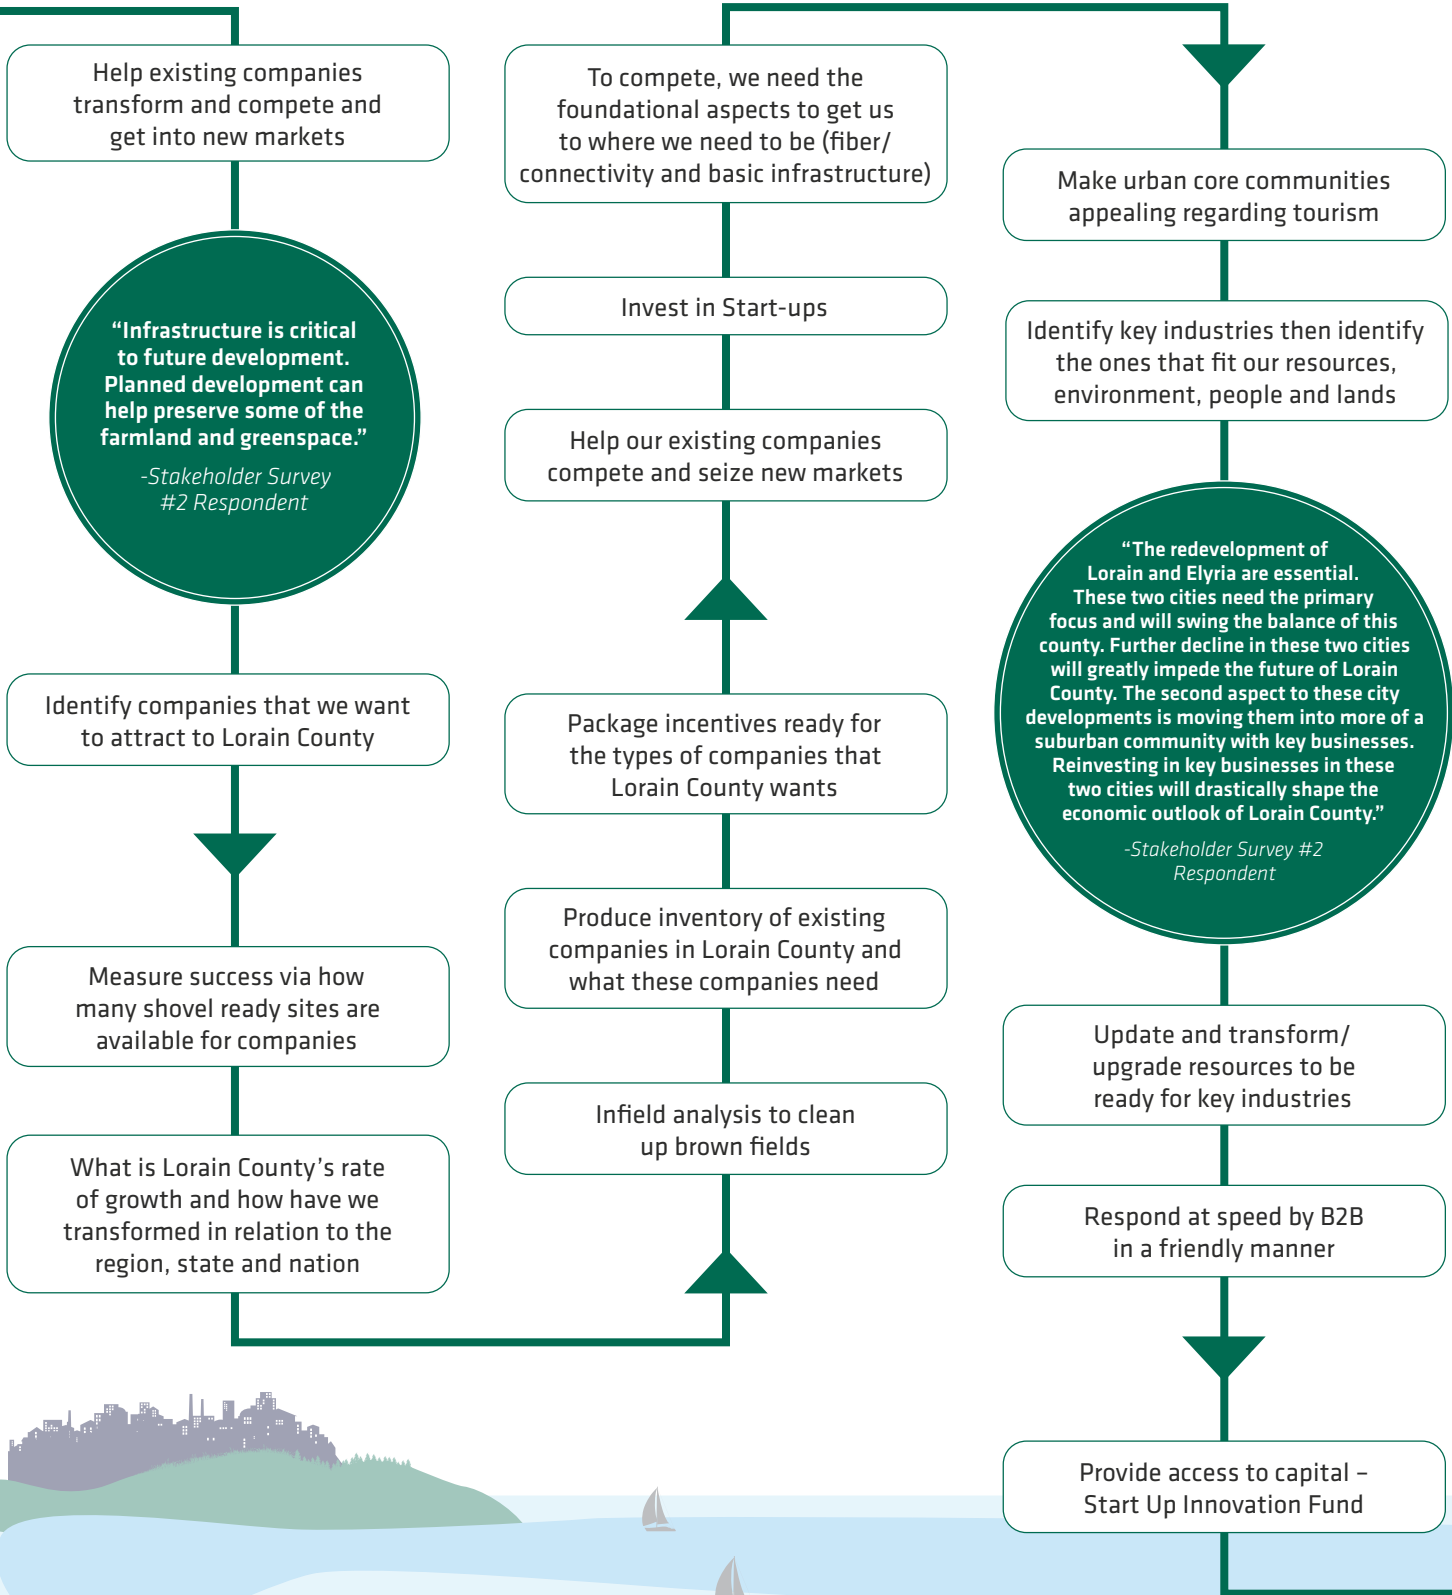 Help existing companies
transform and compete and
get into new markets
“Infrastructure is critical
to future development.
Planned development can
help preserve some of the
farmland and greenspace.”
-Stakeholder Survey
#2 Respondent
Identify companies that we want
to attract to Lorain County
Measure success via how
many shovel ready sites are
available for companies
What is Lorain County’s rate
of growth and how have we
transformed in relation to the
region, state and nation
To compete, we need the
foundational aspects to get us
to where we need to be (fiber/
connectivity and basic infrastructure)
Invest in Start-ups
Help our existing companies
compete and seize new markets
Package incentives ready for
the types of companies that
Lorain County wants
Produce inventory of existing
companies in Lorain County and
what these companies need
Infield analysis to clean
up brown fields
Make urban core communities
appealing regarding tourism
Identify key industries then identify
the ones that fit our resources,
environment, people and lands
“The redevelopment of
Lorain and Elyria are essential.
These two cities need the primary
focus and will swing the balance of this
county. Further decline in these two cities
will greatly impede the future of Lorain
County. The second aspect to these city
developments is moving them into more of a
suburban community with key businesses.
Reinvesting in key businesses in these
two cities will drastically shape the
economic outlook of Lorain County.”
-Stakeholder Survey #2
Respondent
Update and transform/
upgrade resources to be
ready for key industries
Respond at speed by B2B
in a friendly manner
Provide access to capital –
Start Up Innovation Fund